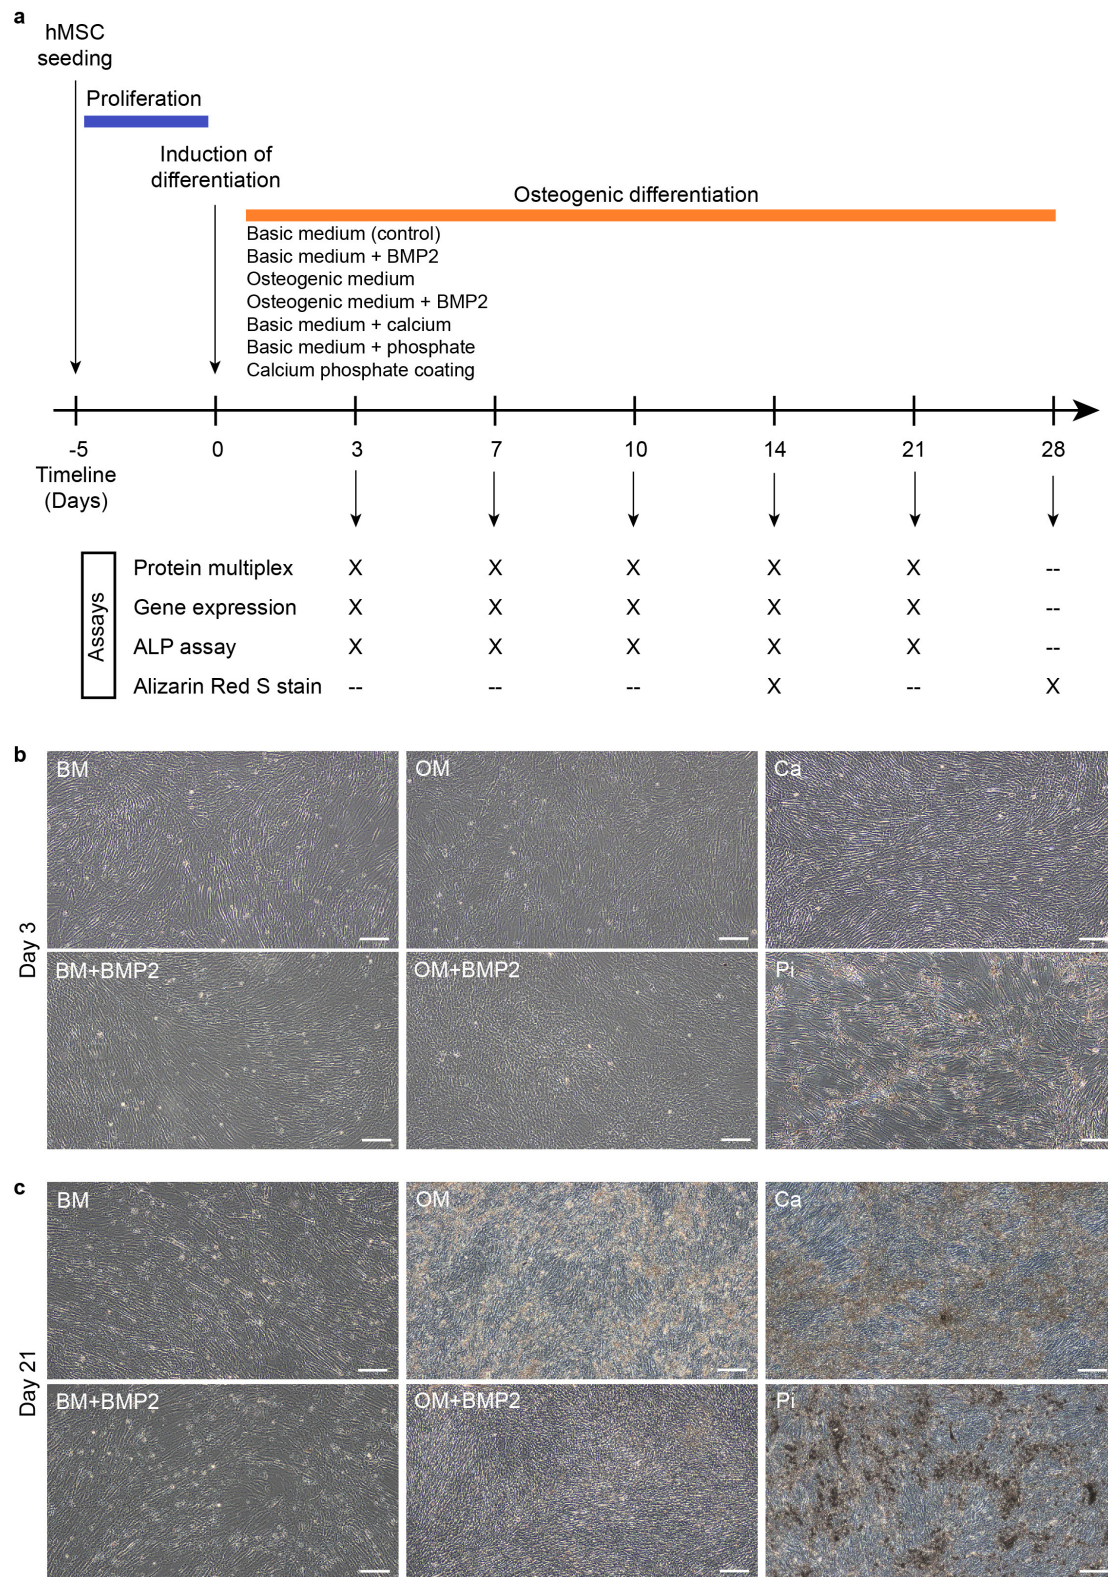 a
hMSC
seeding
Proliferation
Induction of
differentiation
Osteogenic differentiation
Basic medium (control)
Basic medium + BMP2
Osteogenic medium
Osteogenic medium + BMP2
Basic medium + calcium
Basic medium + phosphate
Calcium phosphate coating
-5 0 3 7 10 14 21 28
Timeline
(Days)
Assays
Protein multiplex X X X X X --
Gene expression X X X X X --
ALP assay X X X X X --
Alizarin Red S stain -- -- -- X -- X
b
Day 3
BM OM Ca
BM+BMP2 OM+BMP2 Pi
c
Day 21
BM OM Ca
BM+BMP2 OM+BMP2 Pi